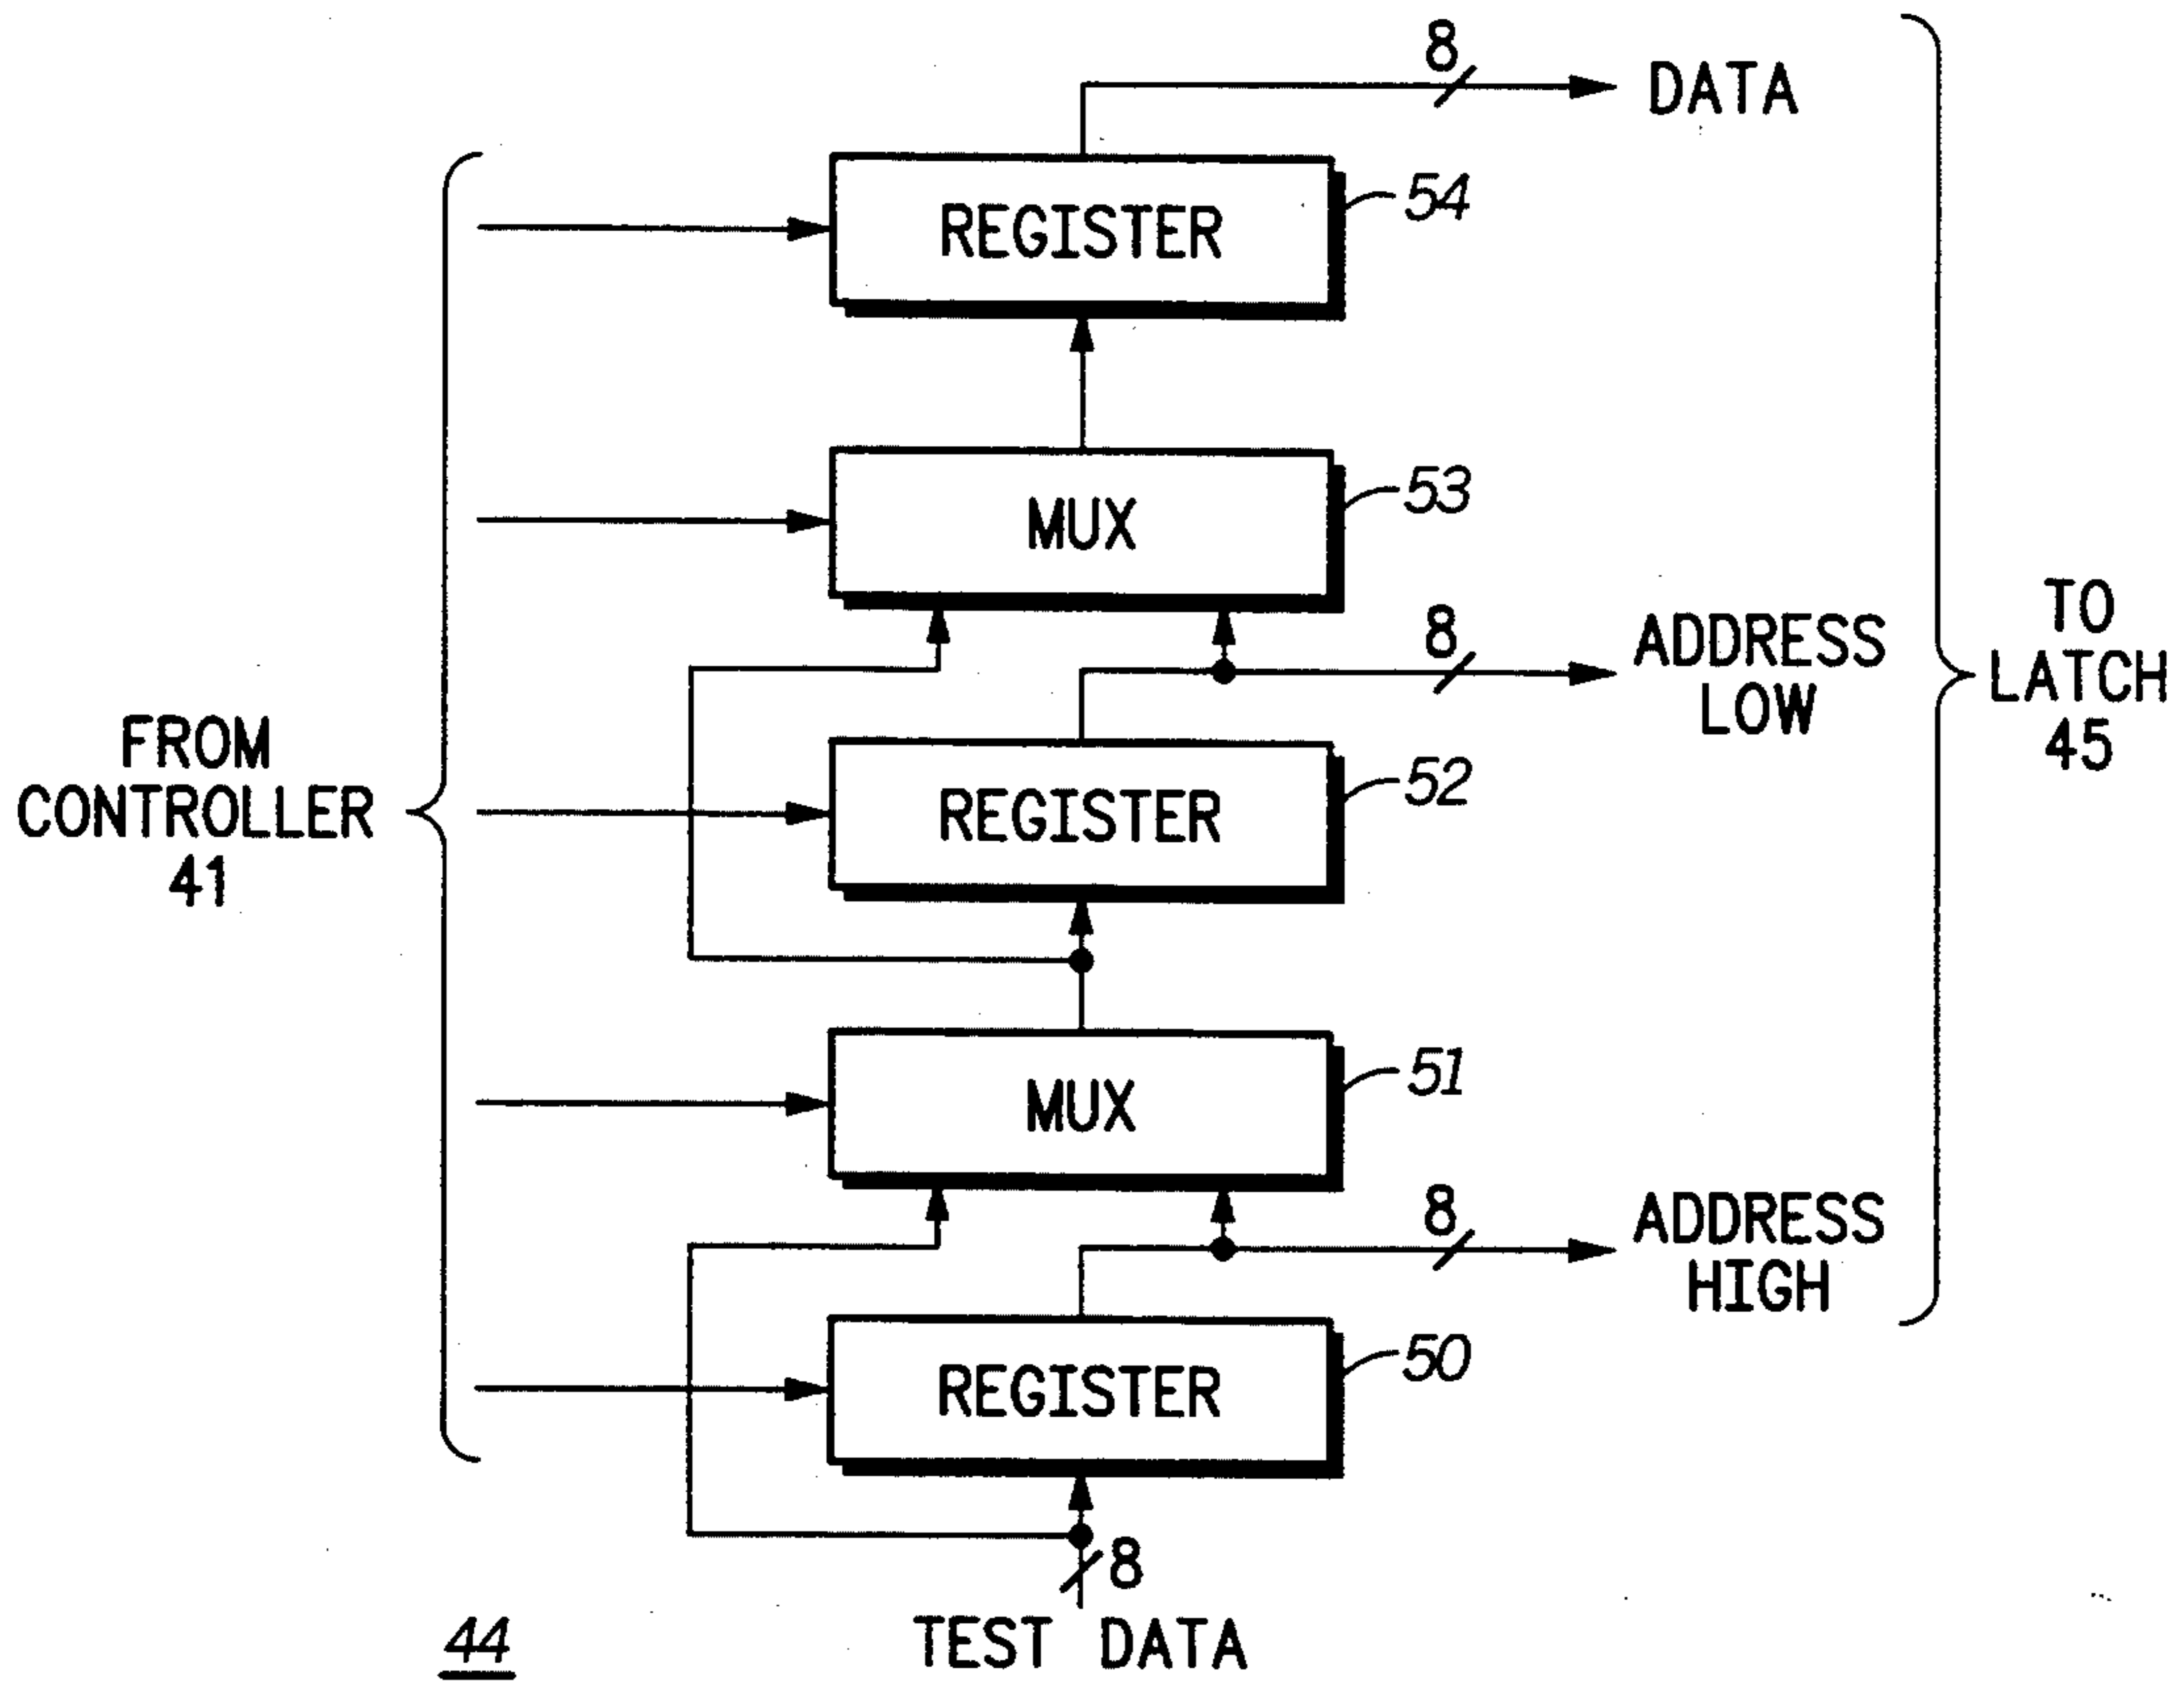 8
DATA
REGISTER
54
MUX
53
8
ADDRESS
LOW
TO
LATCH
45
FROM
CONTROLLER
41
REGISTER
52
MUX
51
8
ADDRESS
HIGH
REGISTER
50
8
TEST DATA
44